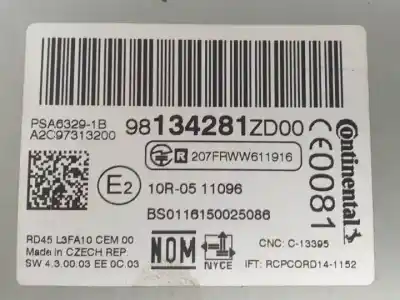 PSA6329-1B
A2C97313200
98134281ZD00
R 207FRWW611916
E2
10R-05 11096
BS0116150025086
CE0081
Continental
RD45 L3FA10 CEM 00
Made in CZECH REP.
SW 4.3.00.03 EE 0C.03
NOM
NYCE
CNC: C-13395
IFT: RCPCORD14-1152